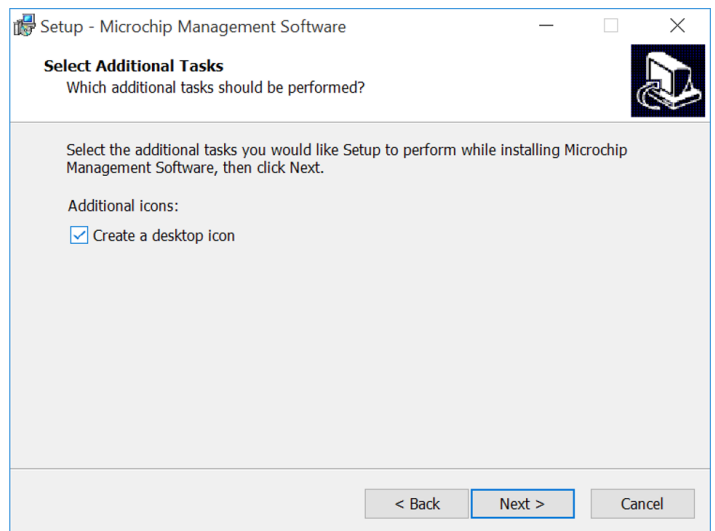 Setup - Microchip Management Software
Select Additional Tasks
Which additional tasks should be performed?
Select the additional tasks you would like Setup to perform while installing Microchip
Management Software, then click Next.
Additional icons:
Create a desktop icon
< Back
Next >
Cancel